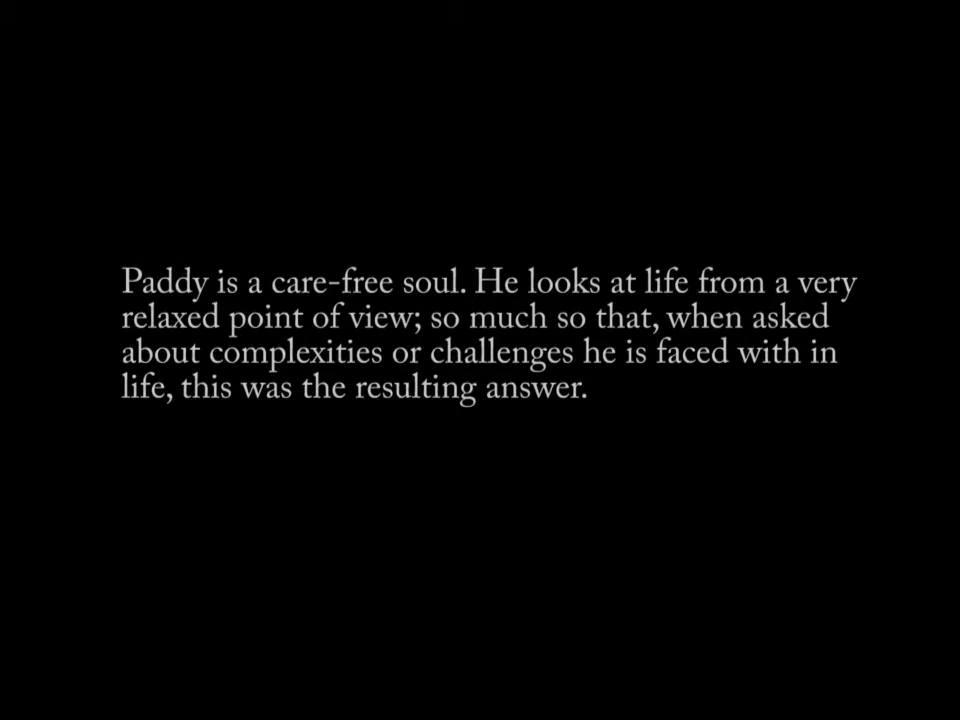 Paddy is a care-free soul. He looks at life from a very
relaxed point of view; so much so that, when asked
about complexities or challenges he is faced with in
life, this was the resulting answer.